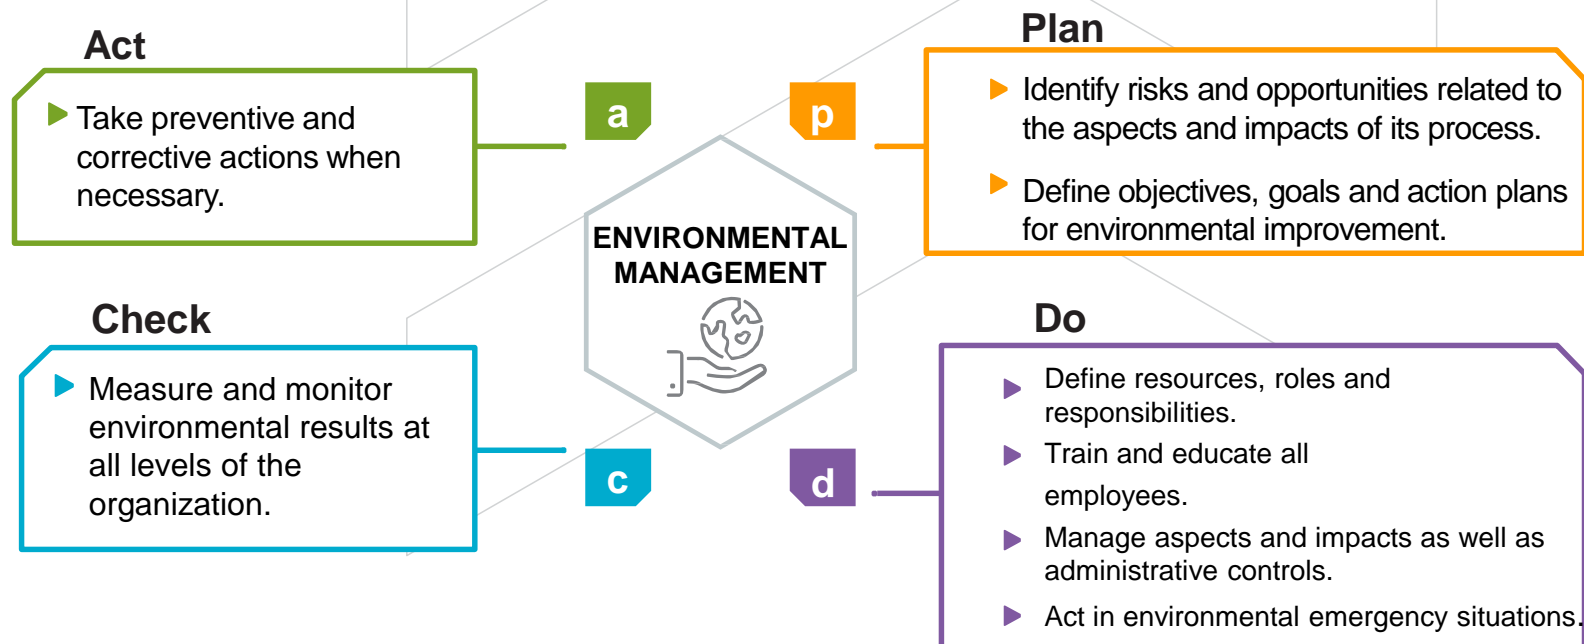 Act
Take preventive and
corrective actions when
necessary.
a
p
Plan
Identify risks and opportunities related to
the aspects and impacts of its process.
Define objectives, goals and action plans
for environmental improvement.
ENVIRONMENTAL
MANAGEMENT
Check
Measure and monitor
environmental results at
all levels of the
organization.
c
d
Do
Define resources, roles and
responsibilities.
Train and educate all
employees.
Manage aspects and impacts as well as
administrative controls.
Act in environmental emergency situations.